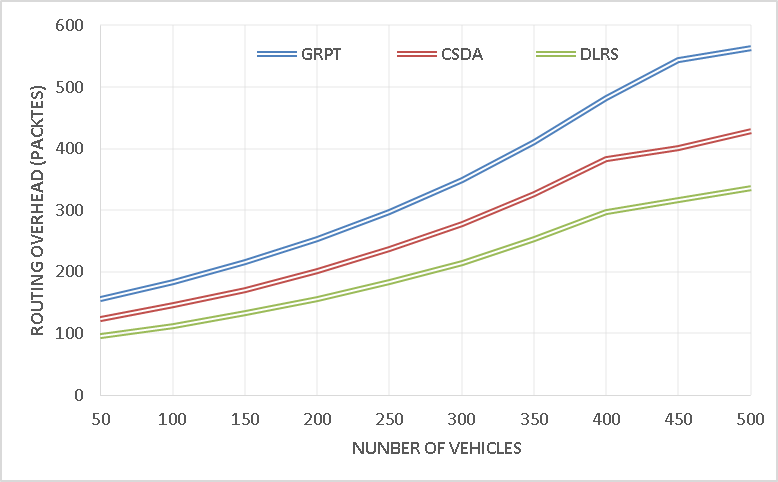 600
500
400
300
200
100
0
ROUTING OVERHEAD (PACKTES)
GRPT CSDA DLRS
50 100 150 200 250 300 350 400 450 500
NUNBER OF VEHICLES